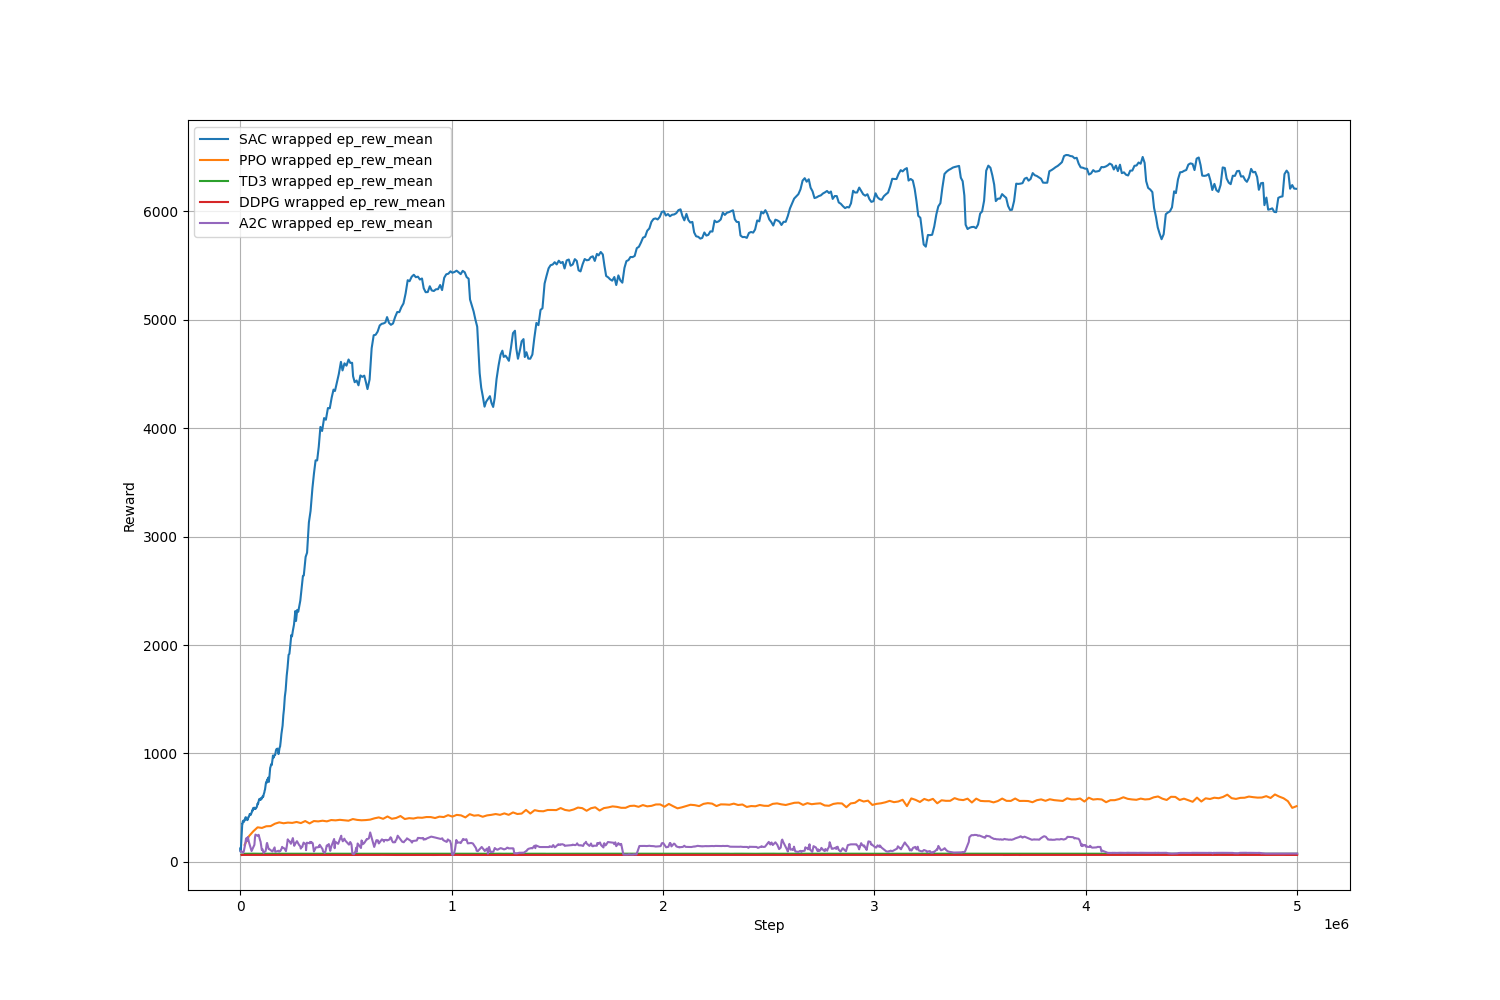 SAC wrapped ep_rew_mean
PPO wrapped ep_rew_mean
TD3 wrapped ep_rew_mean
DDPG wrapped ep_rew_mean
A2C wrapped ep_rew_mean
6000
5000
4000
3000
2000
1000
0
Reward
0 1 2 3 4 5
1e6
Step